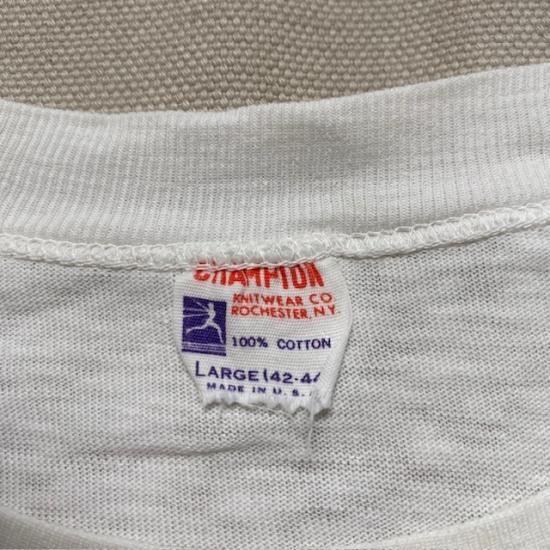 CHAMPION
KNITWEAR CO
ROCHESTER, N.Y.
100% COTTON
LARGE (42-44
MADE IN U.S.